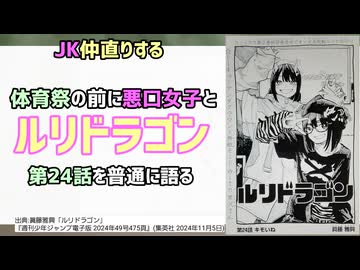 JK仲直りする
体育祭の前に悪口女子と
ルリドラゴン
第24話を普通に語る
出典:眞藤雅興「ルリドラゴン」
『週刊少年ジャンプ電子版 2024年49号475頁』(集英社 2024年11月5日)
ルリドラゴン
第24話 キモいね
眞藤雅興